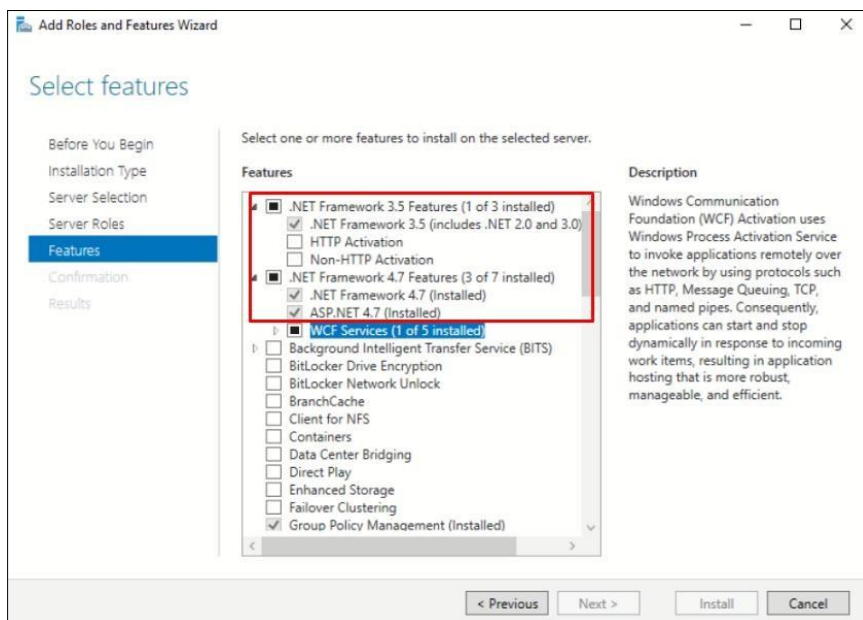 Add Roles and Features Wizard
Select features
Before You Begin
Installation Type
Server Selection
Server Roles
Features
Confirmation
Results
Select one or more features to install on the selected server.
Features
.NET Framework 3.5 Features (1 of 3 installed)
.NET Framework 3.5 (includes .NET 2.0 and 3.0)
HTTP Activation
Non-HTTP Activation
.NET Framework 4.7 Features (3 of 7 installed)
.NET Framework 4.7 (Installed)
ASP.NET 4.7 (Installed)
WCF Services (1 of 5 installed)
Background Intelligent Transfer Service (BITS)
BitLocker Drive Encryption
BitLocker Network Unlock
BranchCache
Client for NFS
Containers
Data Center Bridging
Direct Play
Enhanced Storage
Failover Clustering
Group Policy Management (Installed)
Description
Windows Communication
Foundation (WCF) Activation uses
Windows Process Activation Service
to invoke applications remotely over
the network by using protocols such
as HTTP, Message Queuing, TCP,
and named pipes. Consequently,
applications can start and stop
dynamically in response to incoming
work items, resulting in application
hosting that is more robust,
manageable, and efficient.
< Previous
Next >
Install
Cancel